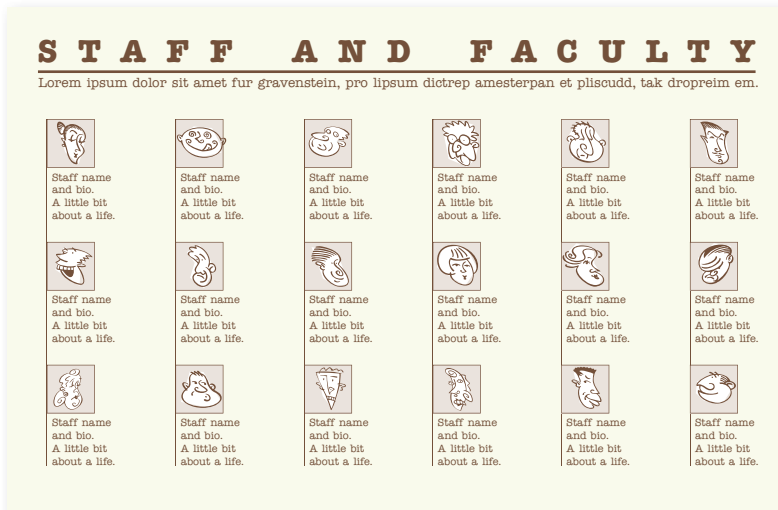 STAFF AND FACULTY
Lorem ipsum dolor sit amet fur gravenstein, pro lipsum dictrep amesterpan et pliscudd, tak dropreim em.
Staff name
and bio.
A little bit
about a life.
Staff name
and bio.
A little bit
about a life.
Staff name
and bio.
A little bit
about a life.
Staff name
and bio.
A little bit
about a life.
Staff name
and bio.
A little bit
about a life.
Staff name
and bio.
A little bit
about a life.
Staff name
and bio.
A little bit
about a life.
Staff name
and bio.
A little bit
about a life.
Staff name
and bio.
A little bit
about a life.
Staff name
and bio.
A little bit
about a life.
Staff name
and bio.
A little bit
about a life.
Staff name
and bio.
A little bit
about a life.
Staff name
and bio.
A little bit
about a life.
Staff name
and bio.
A little bit
about a life.
Staff name
and bio.
A little bit
about a life.
Staff name
and bio.
A little bit
about a life.
Staff name
and bio.
A little bit
about a life.
Staff name
and bio.
A little bit
about a life.